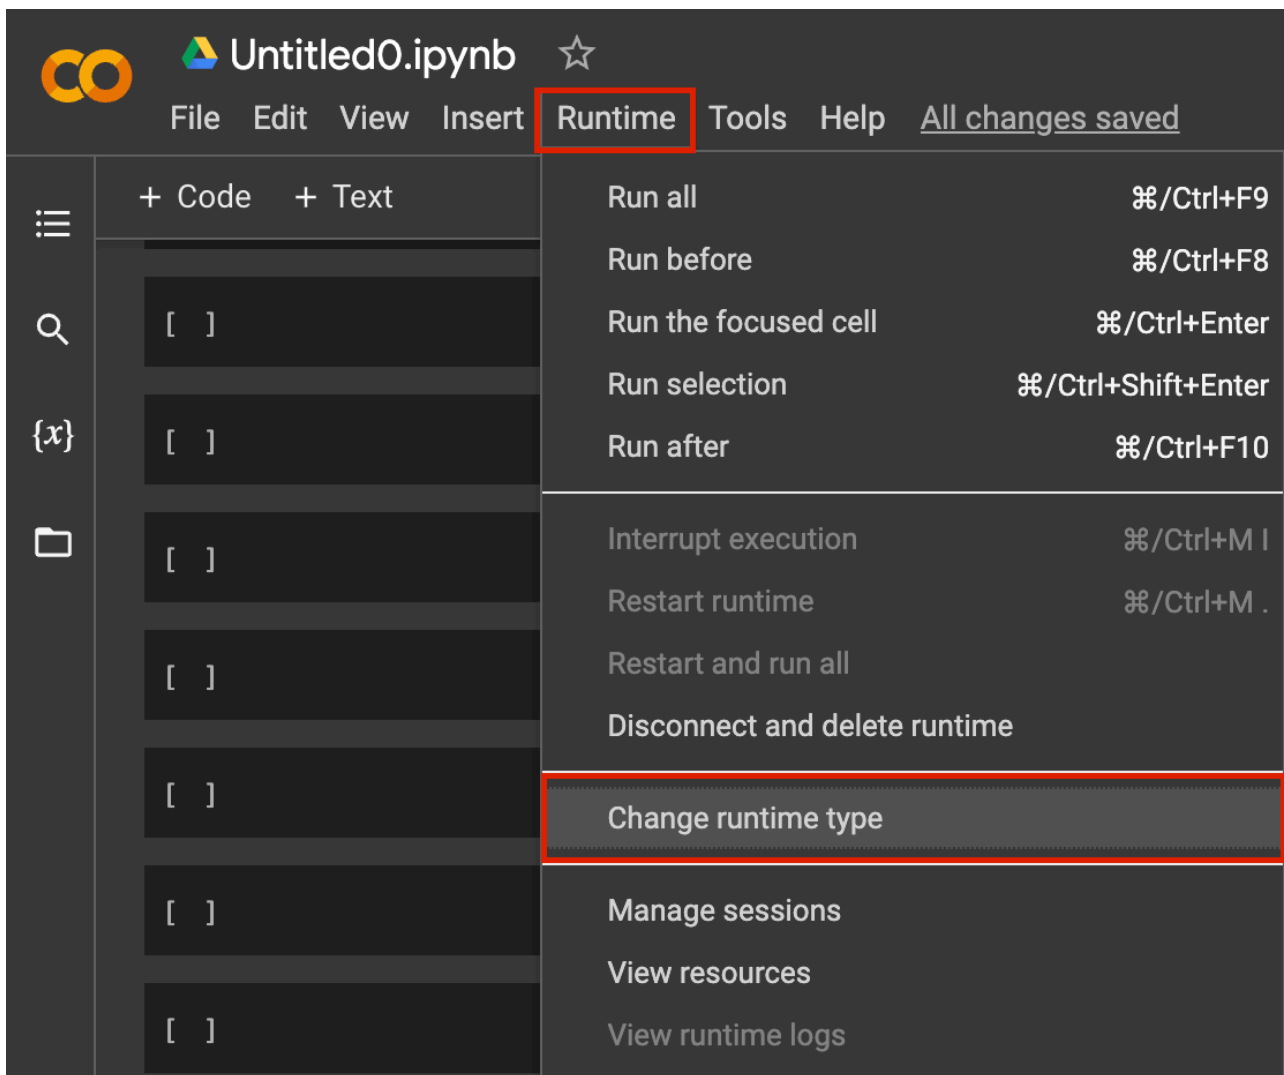 Untitled0.ipynb
File Edit View Insert Runtime Tools Help All changes saved
+ Code + Text
Run all ⌘/Ctrl+F9
Run before ⌘/Ctrl+F8
Run the focused cell ⌘/Ctrl+Enter
Run selection ⌘/Ctrl+Shift+Enter
Run after ⌘/Ctrl+F10
Interrupt execution ⌘/Ctrl+M I
Restart runtime ⌘/Ctrl+M .
Restart and run all
Disconnect and delete runtime
Change runtime type
Manage sessions
View resources
View runtime logs
{x}
[ ]
[ ]
[ ]
[ ]
[ ]
[ ]
[ ]